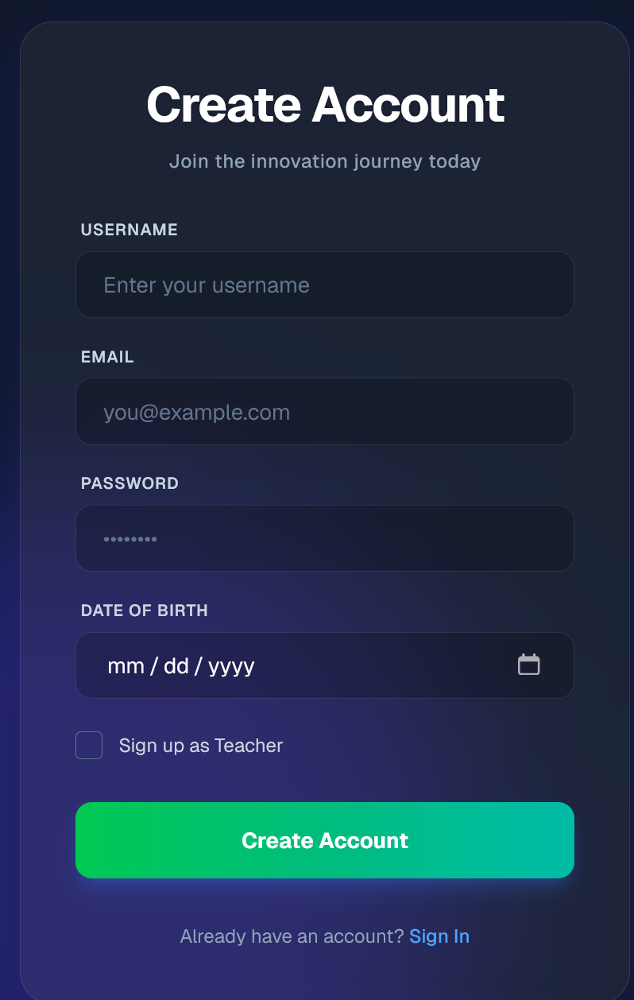 Create Account
Join the innovation journey today
USERNAME
Enter your username
EMAIL
you@example.com
PASSWORD
••••••••
DATE OF BIRTH
mm / dd / yyyy
Sign up as Teacher
Create Account
Already have an account? Sign In